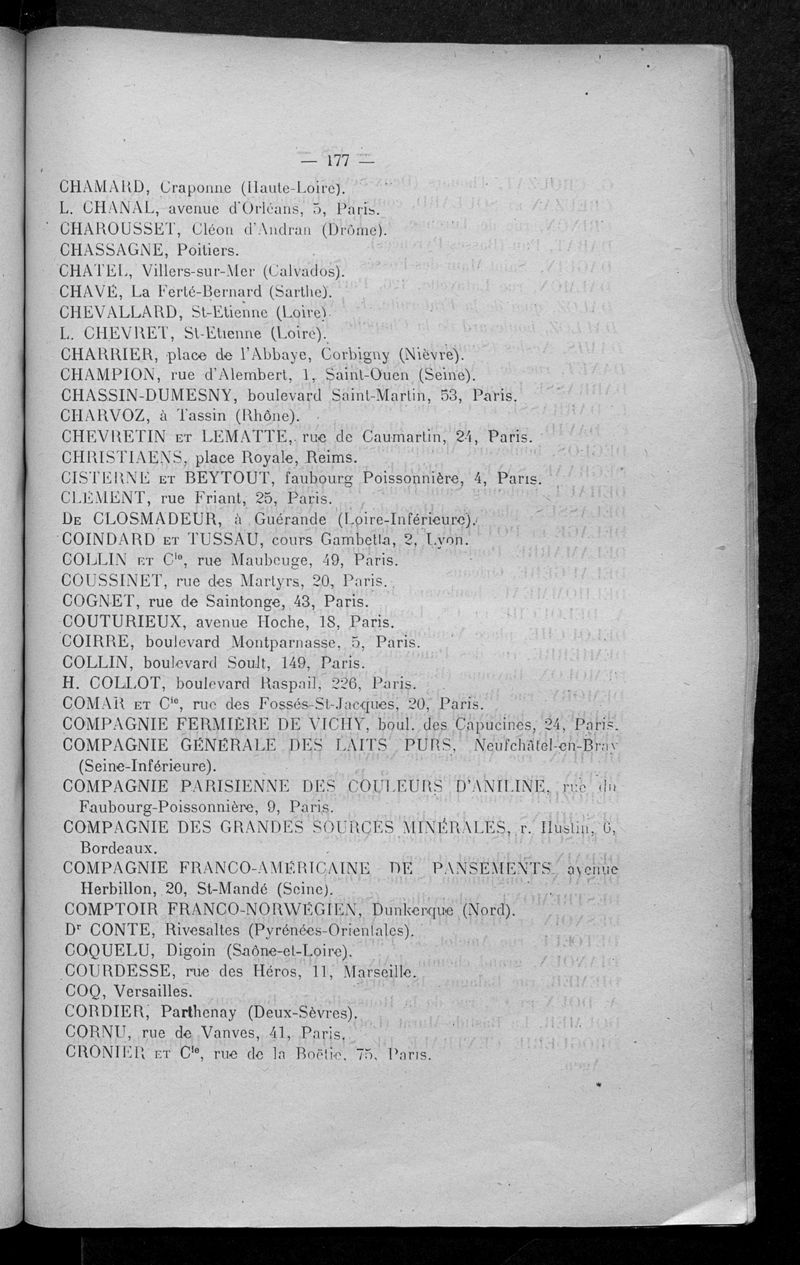 — 177 —
CHAMARD, Craponne (Haute-Loire).
L. CHANAL, avenue d'Orléans, 5, Paris.
CHAROUSSET, Cléon d'Andran (Drôme).
CHASSAGNE, Poitiers.
CHATEL, Villers-sur-Mer (Calvados).
CHAVÉ, La Ferté-Bernard (Sarthe).
CHEVALLARD, St-Etienne (Loire).
L. CHEVRET, St-Etienne (Loire).
CHARRIER, place de l'Abbaye, Corbigny (Nièvre).
CHAMPION, rue d'Alembert, 1, Saint-Ouen (Seine).
CHASSIN-DUMESNY, boulevard Saint-Martin, 53, Paris.
CHARVOZ, à Tassin (Rhône).
CHEVRETIN ET LEMATTE, rue de Caumartin, 24, Paris.
CHRISTIAENS, place Royale, Reims.
CISTERNE ET BEYTOUT, faubourg Poissonnière, 4, Paris.
CLÉMENT, rue Friant, 25, Paris.
DE CLOSMADEUR, à Guérande (Loire-Inférieure).
COINDARD ET TUSSAU, cours Gambetta, 2, Lyon.
COLLIN ET Cie, rue Maubeuge, 49, Paris.
COUSSINET, rue des Martyrs, 20, Paris.
COGNET, rue de Saintonge, 43, Paris.
COUTURIEUX, avenue Hoche, 18, Paris.
COIRRE, boulevard Montparnasse, 5, Paris.
COLLIN, boulevard Soult, 149, Paris.
H. COLLOT, boulevard Raspail, 226, Paris.
COMAR ET Cie, rue des Fossés-St-Jacques, 20, Paris.
COMPAGNIE FERMIÈRE DE VICHY, boul. des Capucines, 24, Paris.
COMPAGNIE GÉNÉRALE DES LAITS PURS, Neufchâtel-en-Bray
(Seine-Inférieure).
COMPAGNIE PARISIENNE DES COULEURS D'ANILINE, rue du
Faubourg-Poissonnière, 9, Paris.
COMPAGNIE DES GRANDES SOURCES MINÉRALES, r. Hustin, 6,
Bordeaux.
COMPAGNIE FRANCO-AMÉRICAINE DE PANSEMENTS, avenue
Herbillon, 20, St-Mandé (Seine).
COMPTOIR FRANCO-NORWÉGIEN, Dunkerque (Nord).
Dr CONTE, Rivesaltes (Pyrénées-Orientales).
COQUELU, Digoin (Saône-et-Loire).
COURDESSE, rue des Héros, 11, Marseille.
COQ, Versailles.
CORDIER, Parthenay (Deux-Sèvres).
CORNU, rue de Vanves, 41, Paris.
CRONIER ET Cie, rue de la Boëtie, 75, Paris.